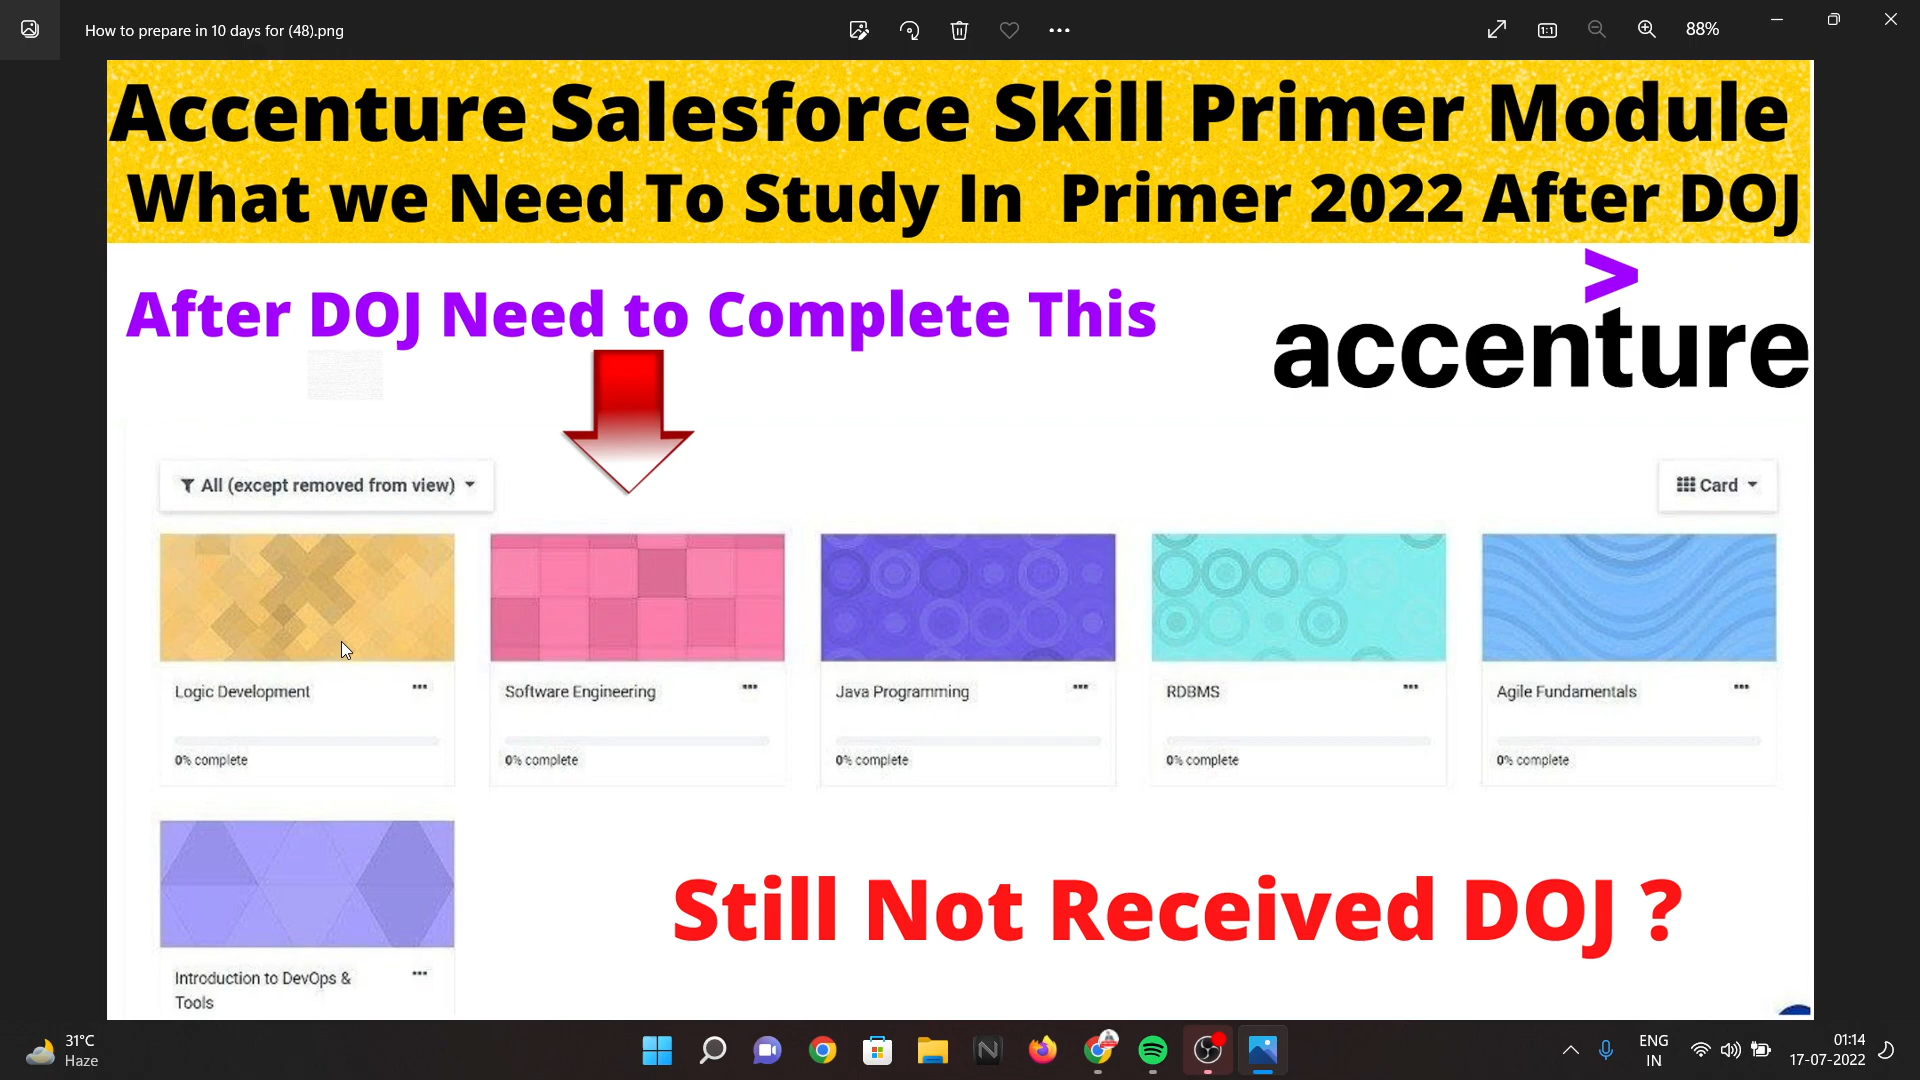 How to prepare in 10 days for (48).png
88%
Accenture Salesforce Skill Primer Module
What we Need To Study In Primer 2022 After DOJ
After DOJ Need to Complete This
>
accenture
All (except removed from view)
Card
Logic Development
Software Engineering
Java Programming
RDBMS
Agile Fundamentals
0% complete
0% complete
0% complete
0% complete
0% complete
Introduction to DevOps &
Tools
Still Not Received DOJ ?
31°C
Haze
ENG
IN
01:14
17-07-2022